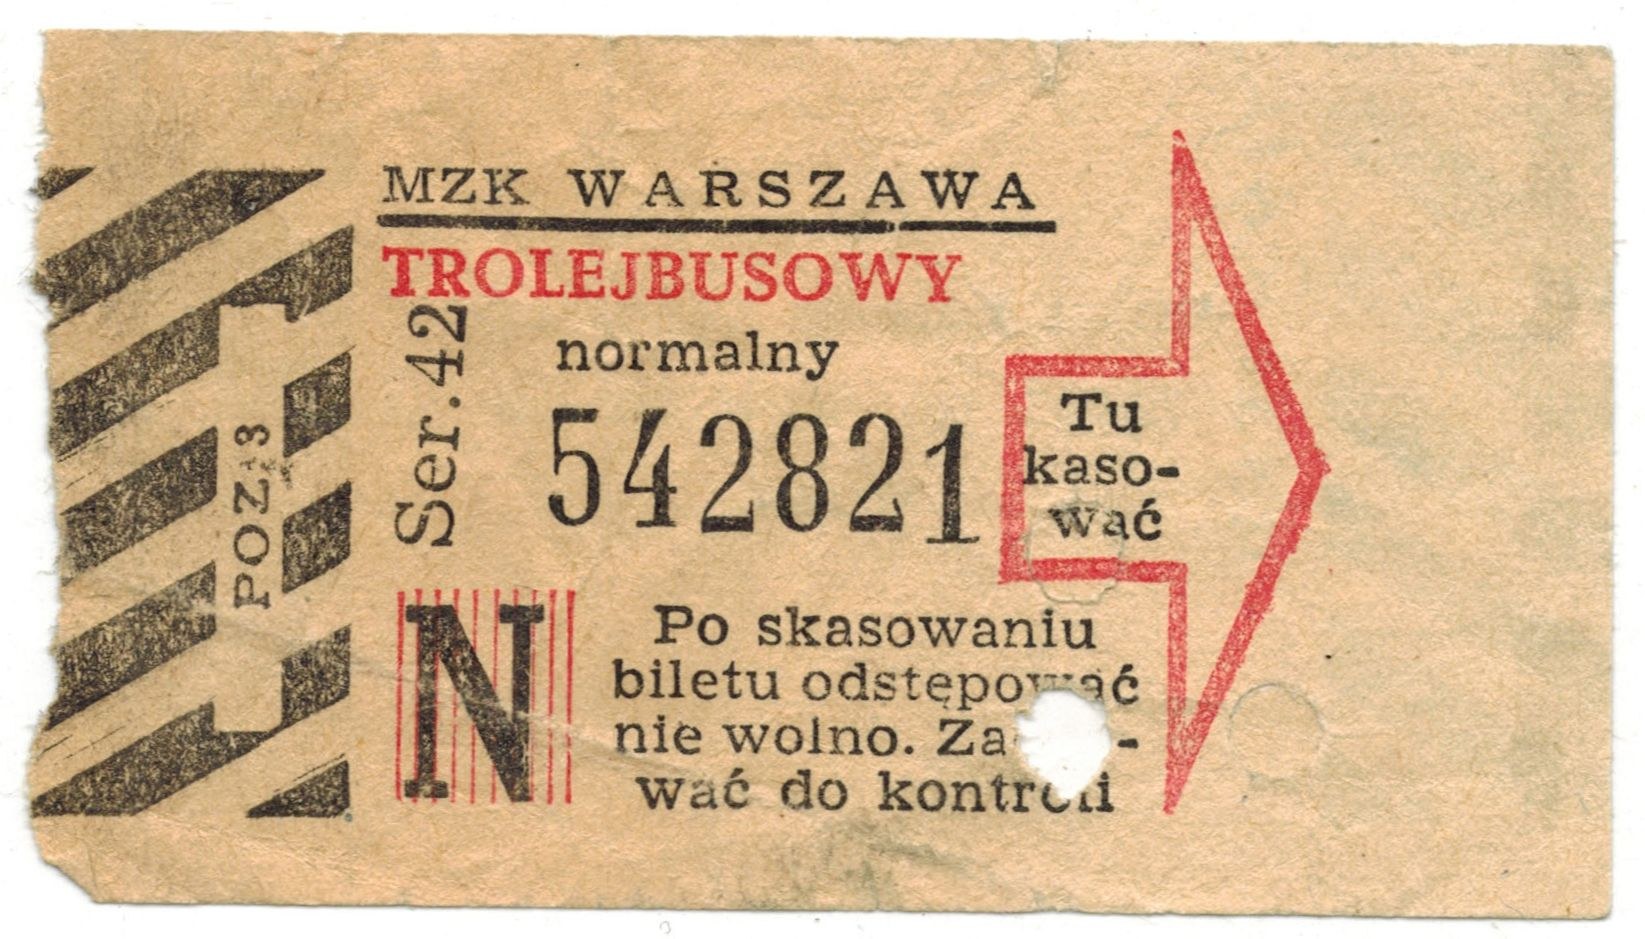 MZK WARSZAWA
TROLEJBUSOWY
normalny
Ser. 42
542821
Tu
kaso-
wać
POZ. 3
N
Po skasowaniu
biletu odstępować
nie wolno.
wać do kontroli